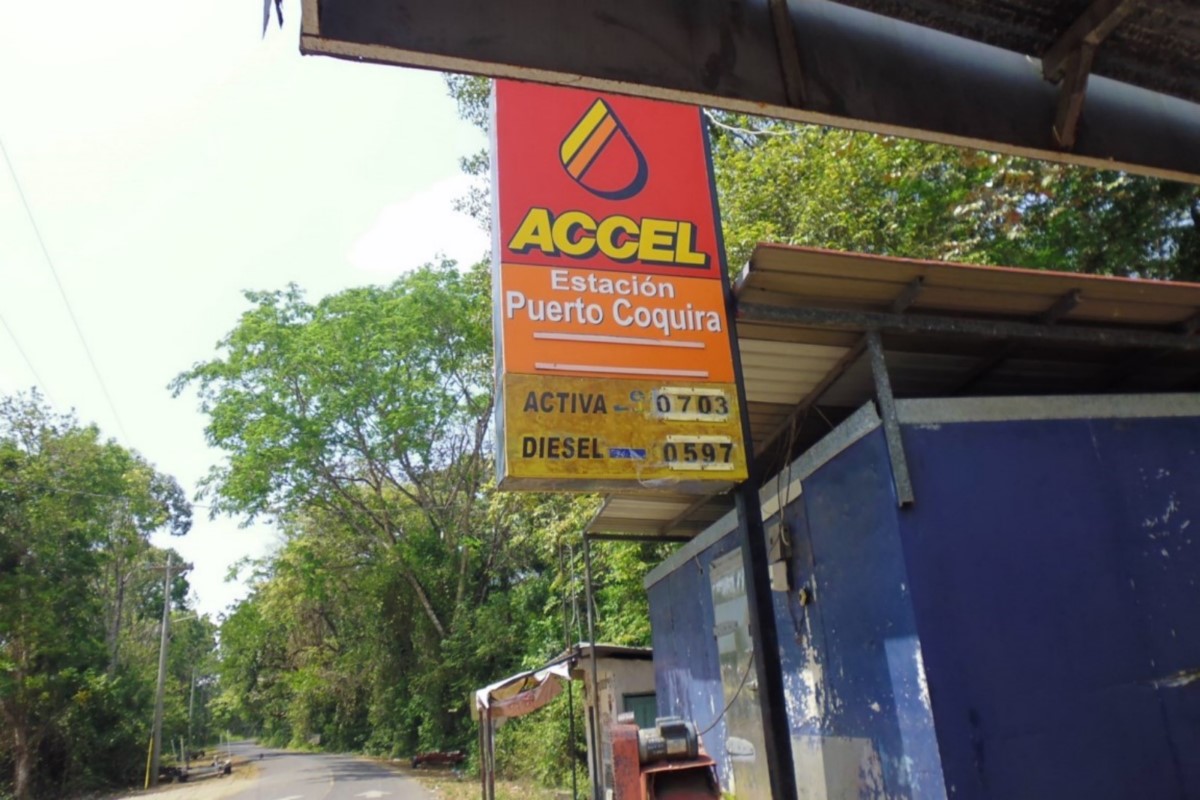 ACCEL
Estación
Puerto Coquira
ACTIVA 0703
DIESEL 0597